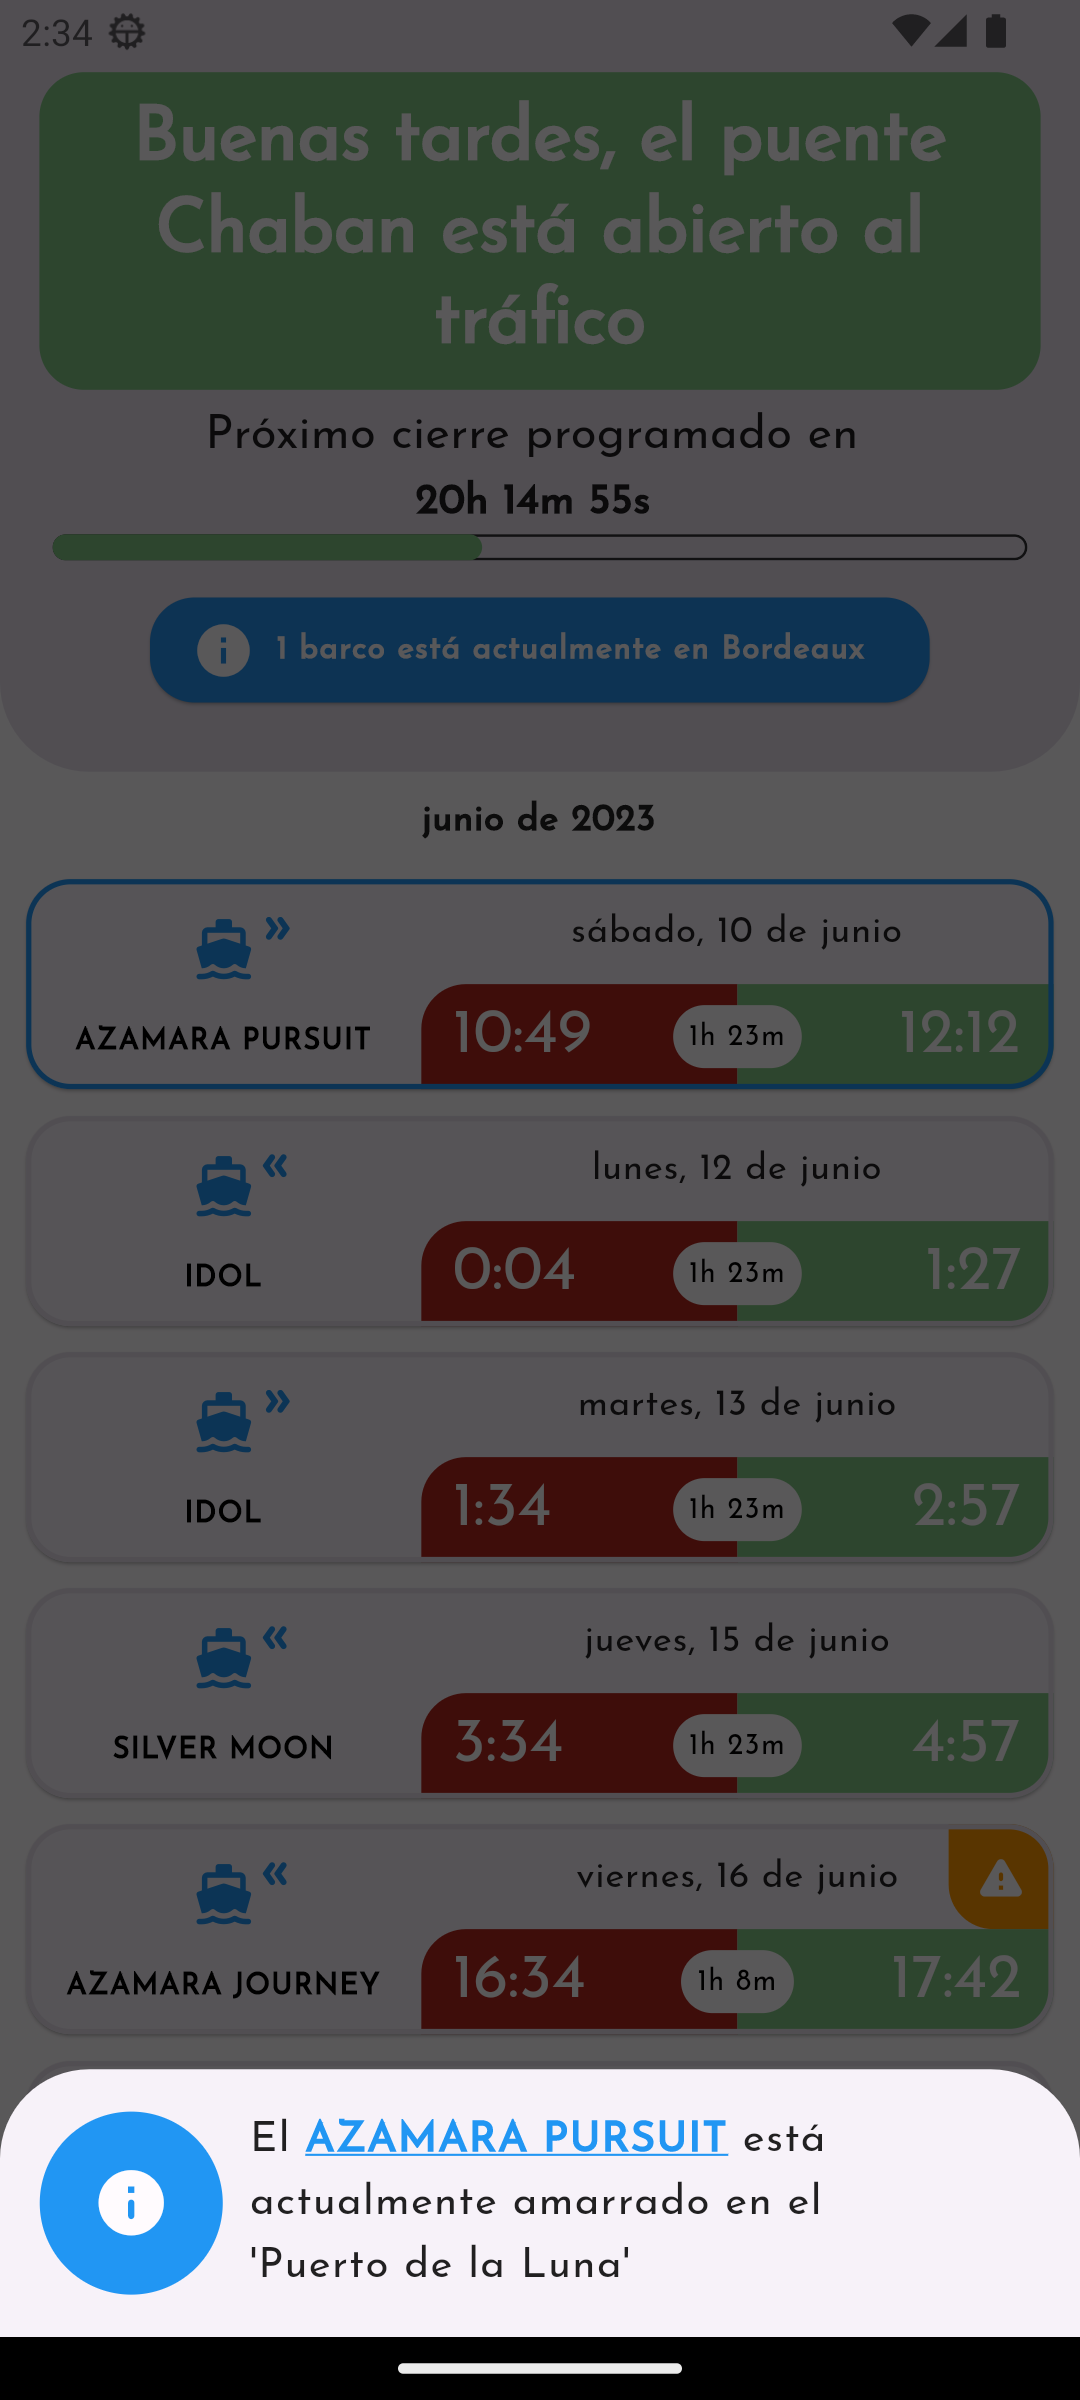 2:34
Buenas tardes, el puente
Chaban está abierto al
tráfico
Próximo cierre programado en
20h 14m 55s
1 barco está actualmente en Bordeaux
junio de 2023
sábado, 10 de junio
AZAMARA PURSUIT
10:49
1h 23m
12:12
lunes, 12 de junio
IDOL
0:04
1h 23m
1:27
martes, 13 de junio
IDOL
1:34
1h 23m
2:57
jueves, 15 de junio
SILVER MOON
3:34
1h 23m
4:57
viernes, 16 de junio
AZAMARA JOURNEY
16:34
1h 8m
17:42
El AZAMARA PURSUIT está
actualmente amarrado en el
'Puerto de la Luna'